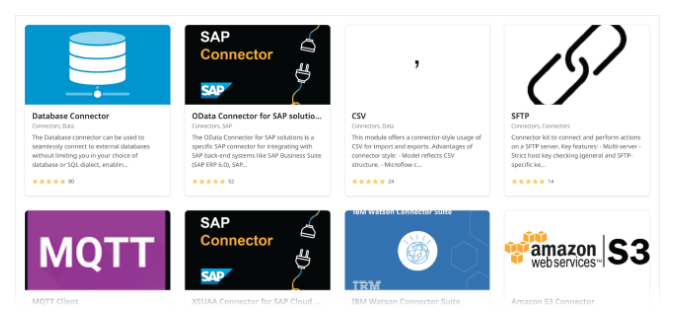 SAP
Connector
SAP
,
Database Connector
Connectors, Data
The Database connector can be used to
seamlessly connect to external databases
without limiting you in your choice of
database or SQL dialect, enablin...
80
OData Connector for SAP solutio...
Connectors, SAP
The OData Connector for SAP solutions is a
specific SAP connector for integrating with
SAP back-end systems like SAP Business Suite
(SAP ERP 6.0), SAP...
52
CSV
Connectors, Data
This module offers a connector-style usage of
CSV for import and exports. Advantages of
connector style: - Model reflects CSV
structure. - Microflow-c...
24
SFTP
Connectors, Connectors
Connector kit to connect and perform actions
on a SFTP server. Key features: - Multi-server -
Strict host key checking (general and SFTP-
specific ke...
14
MQTT
MQTT Client
SAP
Connector
SAP
XSUAA Connector for SAP Cloud ...
IBM Watson Connector Suite
IBM
IBM Watson Connector Suite
amazon
webservices™
S3
Amazon S3 Connector